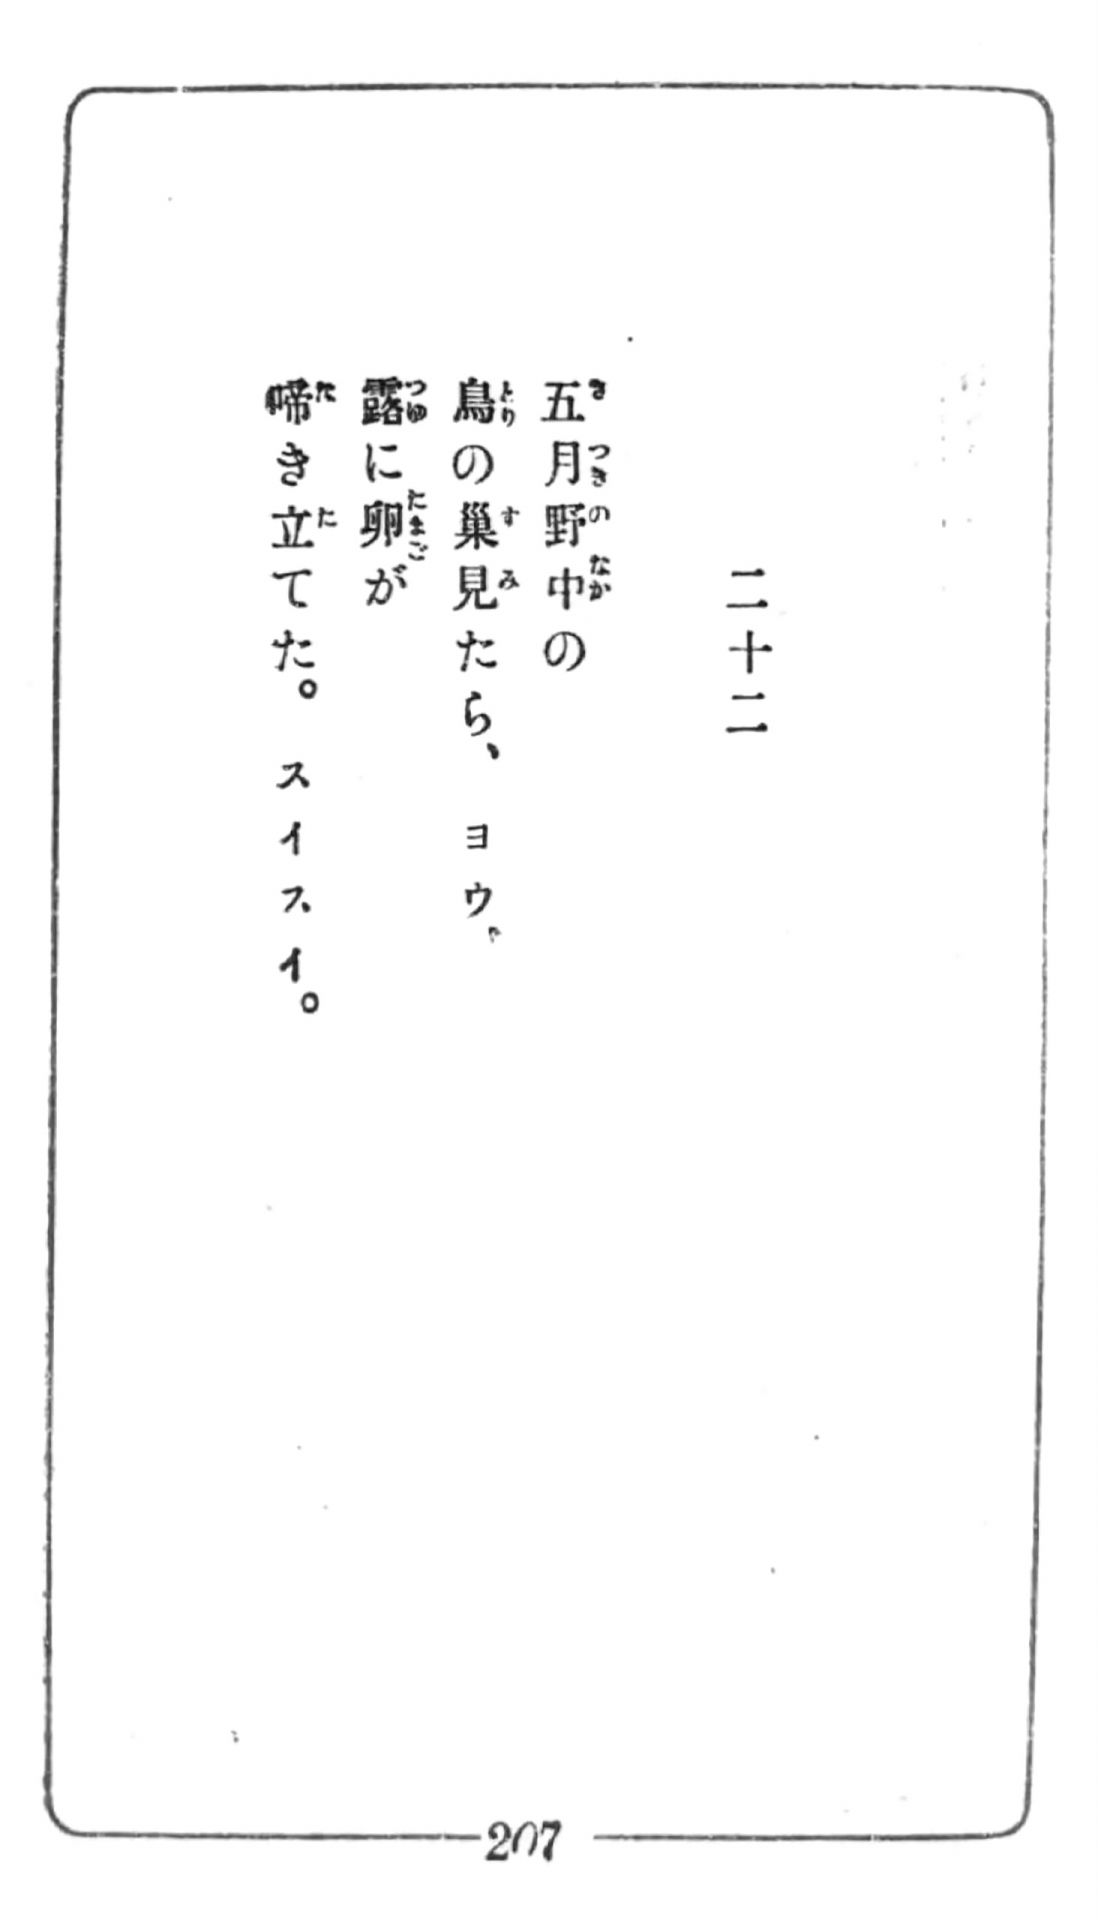 二十二
五月野中の
鳥の巣見たら、ヨウ。
露に卵が
啼き立てた。スイスイ。
207